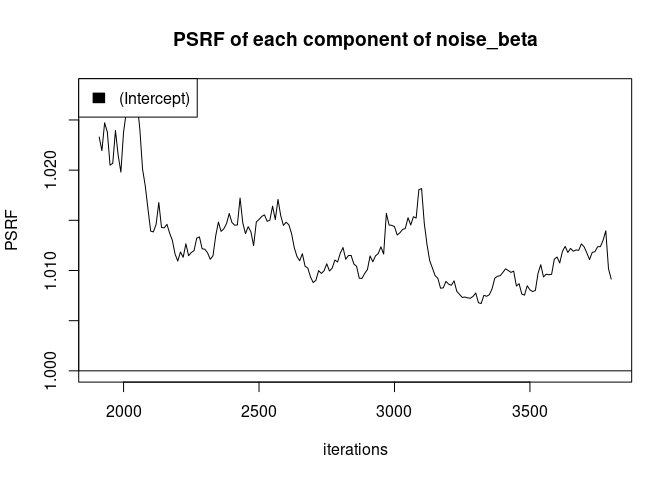 PSRF of each component of noise_beta
(Intercept)
PSRF
1.020
1.010
1.000
2000
2500
3000
3500
iterations